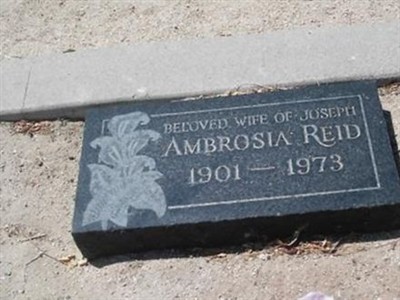 BELOVED WIFE OF JOSEPH
AMBROSIA REID
1901 — 1973